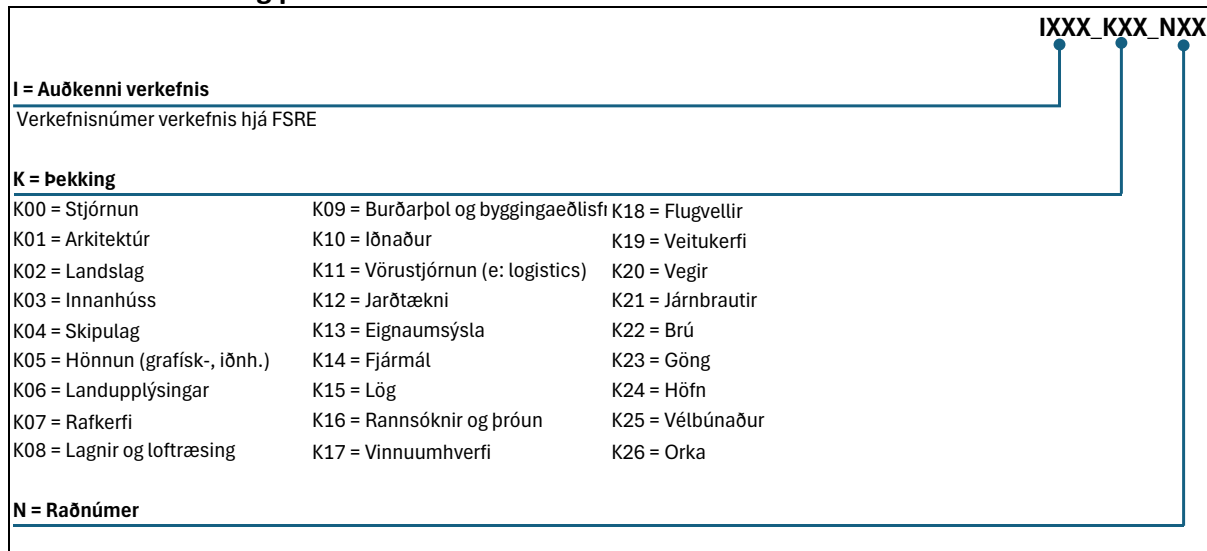 IXXX_KXX_NXX
I = Auðkenni verkefnis
Verkefnisnúmer verkefnis hjá FSRE
K = Þekking
K00 = Stjórnun
K01 = Arkitektúr
K02 = Landslag
K03 = Innanhúss
K04 = Skipulag
K05 = Hönnun (grafísk-, iðnh.)
K06 = Landupplýsingar
K07 = Rafkerfi
K08 = Lagnir og loftræsing
K09 = Burðarþol og byggingaeðlisfr
K10 = Iðnaður
K11 = Vörustjórnun (e: logistics)
K12 = Jarðtækni
K13 = Eignaumsýsla
K14 = Fjármál
K15 = Lög
K16 = Rannsóknir og þróun
K17 = Vinnuumhverfi
K18 = Flugvellir
K19 = Veitukerfi
K20 = Vegir
K21 = Járnbrautir
K22 = Brú
K23 = Göng
K24 = Höfn
K25 = Vélbúnaður
K26 = Orka
N = Raðnúmer